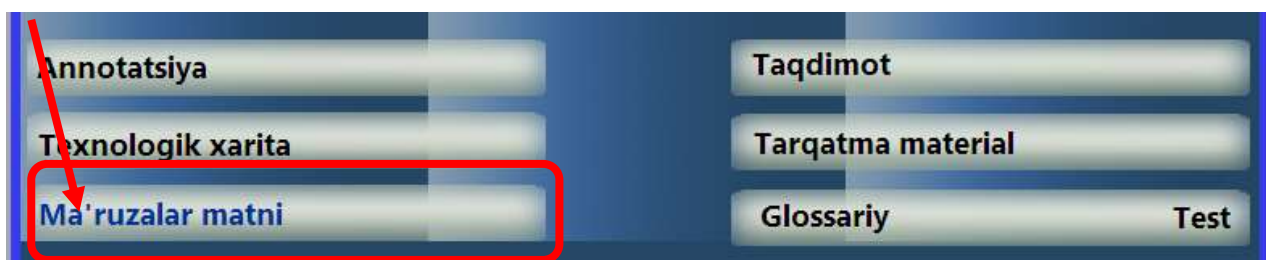 Annotatsiya
Texnologik xarita
Ma'ruzalar matni
Taqdimot
Tarqatma material
Glossariy Test